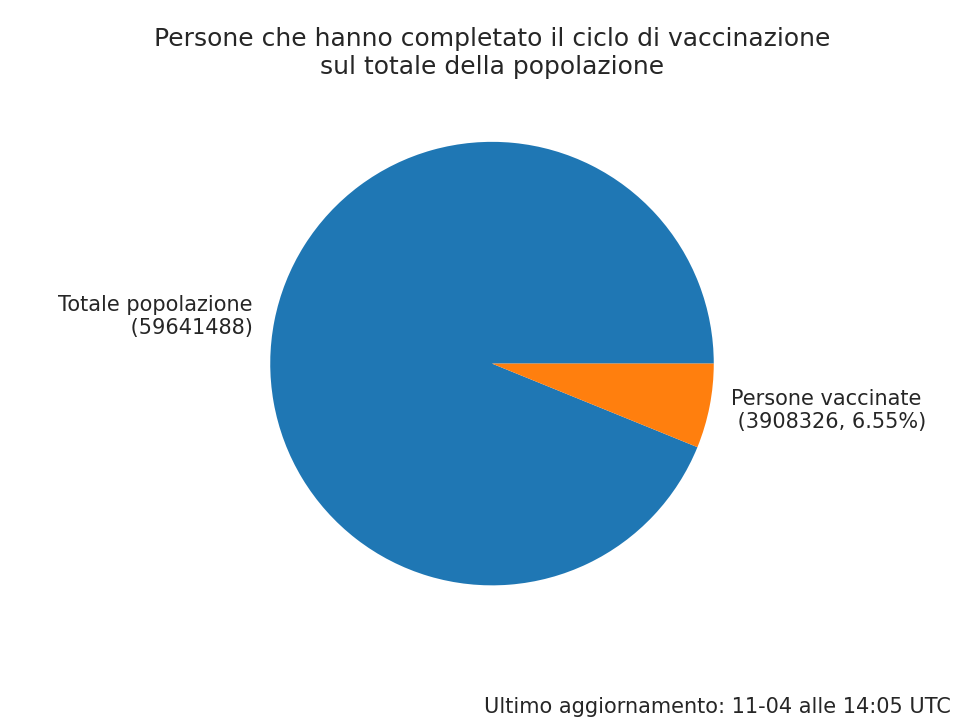 Persone che hanno completato il ciclo di vaccinazione
sul totale della popolazione
Totale popolazione
(59641488)
Persone vaccinate
(3908326, 6.55%)
Ultimo aggiornamento: 11-04 alle 14:05 UTC